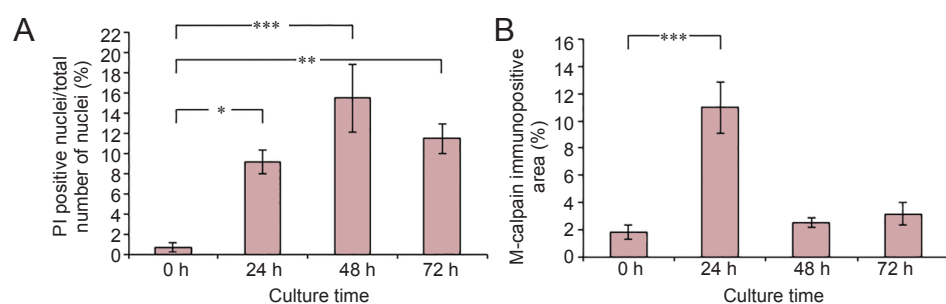 A
PI positive nuclei/total
number of nuclei (%)
22
20
18
16
14
12
10
8
6
4
2
0
***
**
*
0 h 24 h 48 h 72 h
Culture time
B
M-calpain immunopositive
area (%)
16
14
12
10
8
6
4
2
0
***
0 h 24 h 48 h 72 h
Culture time